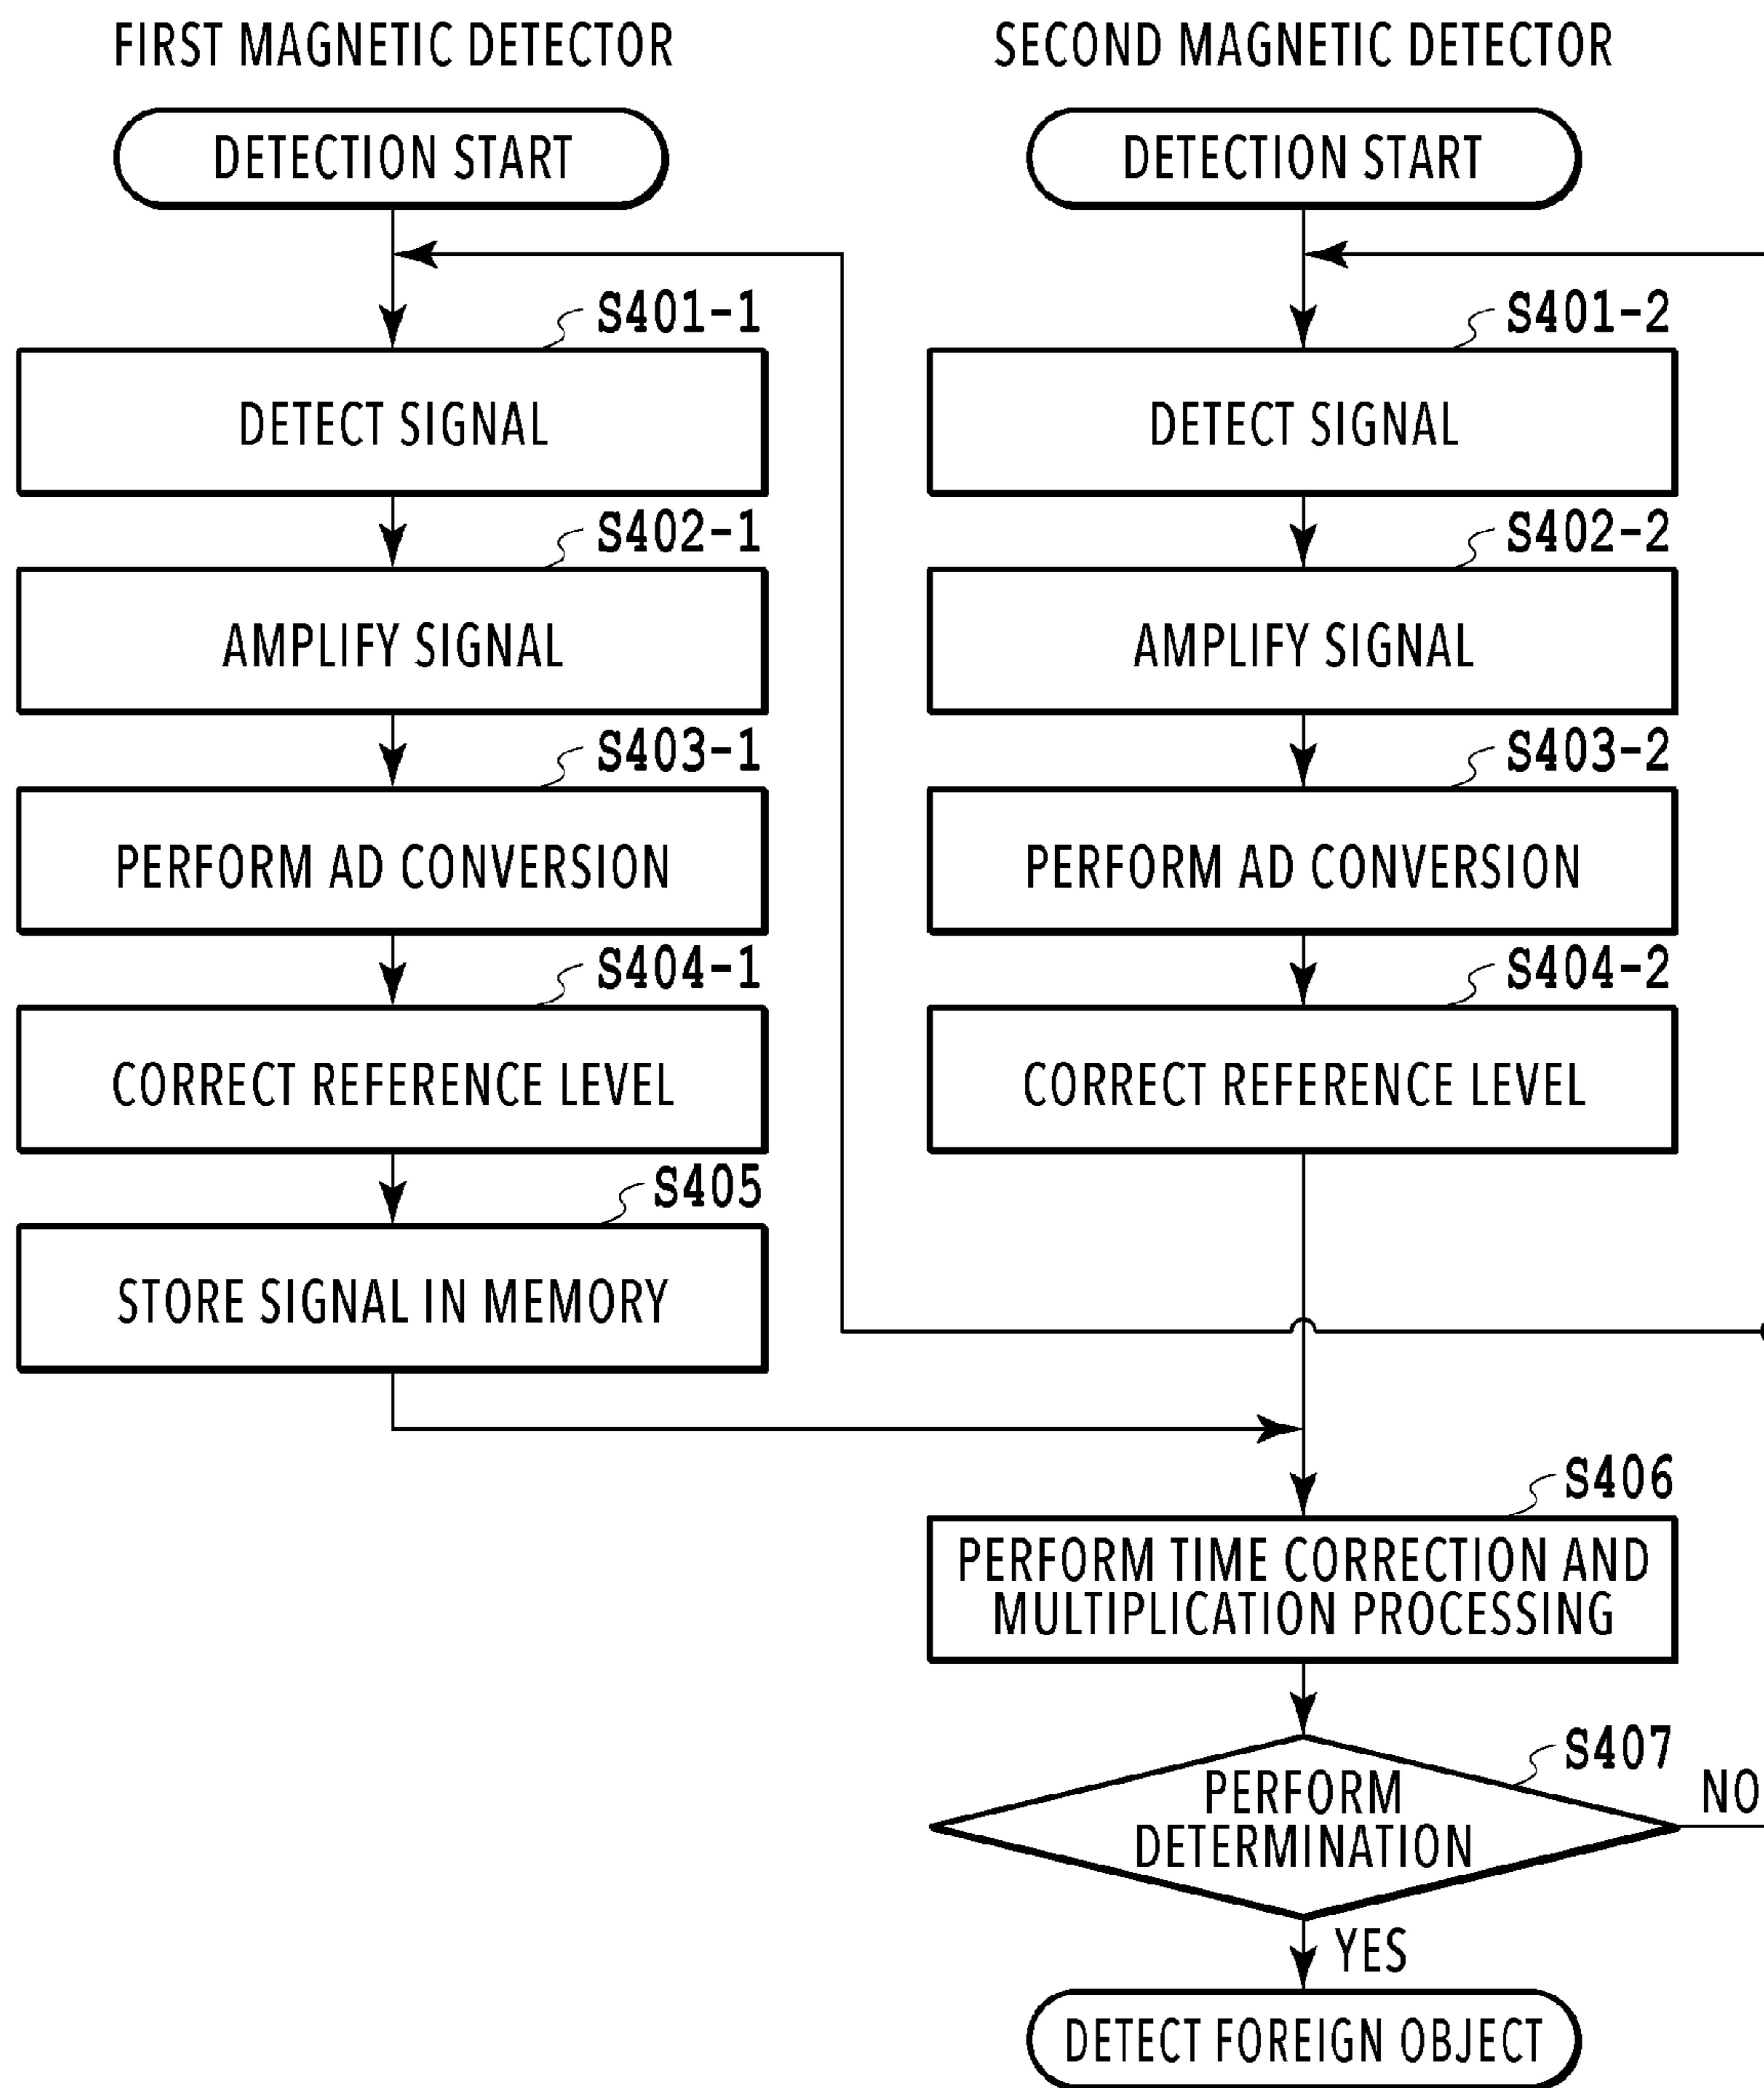 FIRST MAGNETIC DETECTOR
DETECTION START
S401-1
DETECT SIGNAL
S402-1
AMPLIFY SIGNAL
S403-1
PERFORM AD CONVERSION
S404-1
CORRECT REFERENCE LEVEL
S405
STORE SIGNAL IN MEMORY
SECOND MAGNETIC DETECTOR
DETECTION START
S401-2
DETECT SIGNAL
S402-2
AMPLIFY SIGNAL
S403-2
PERFORM AD CONVERSION
S404-2
CORRECT REFERENCE LEVEL
S406
PERFORM TIME CORRECTION AND
MULTIPLICATION PROCESSING
S407
PERFORM
DETERMINATION
NO
YES
DETECT FOREIGN OBJECT